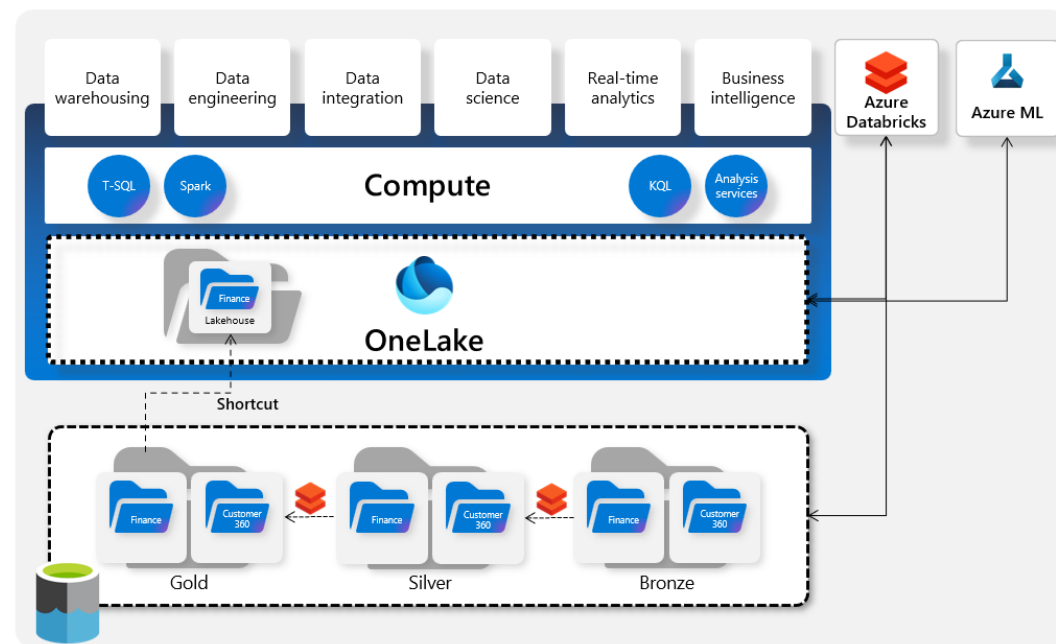 Data
warehousing
Data
engineering
Data
integration
Data
science
Real-time
analytics
Business
intelligence
Azure
Databricks
Azure ML
T-SQL
Spark
Compute
KQL
Analysis
services
Finance
Lakehouse
OneLake
Shortcut
Finance
Customer
360
Finance
Customer
360
Finance
Customer
360
Gold
Silver
Bronze